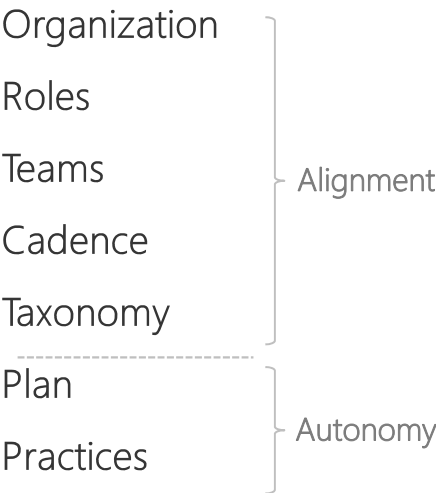 Organization
Roles
Teams
Cadence
Taxonomy
Alignment
Plan
Practices
Autonomy